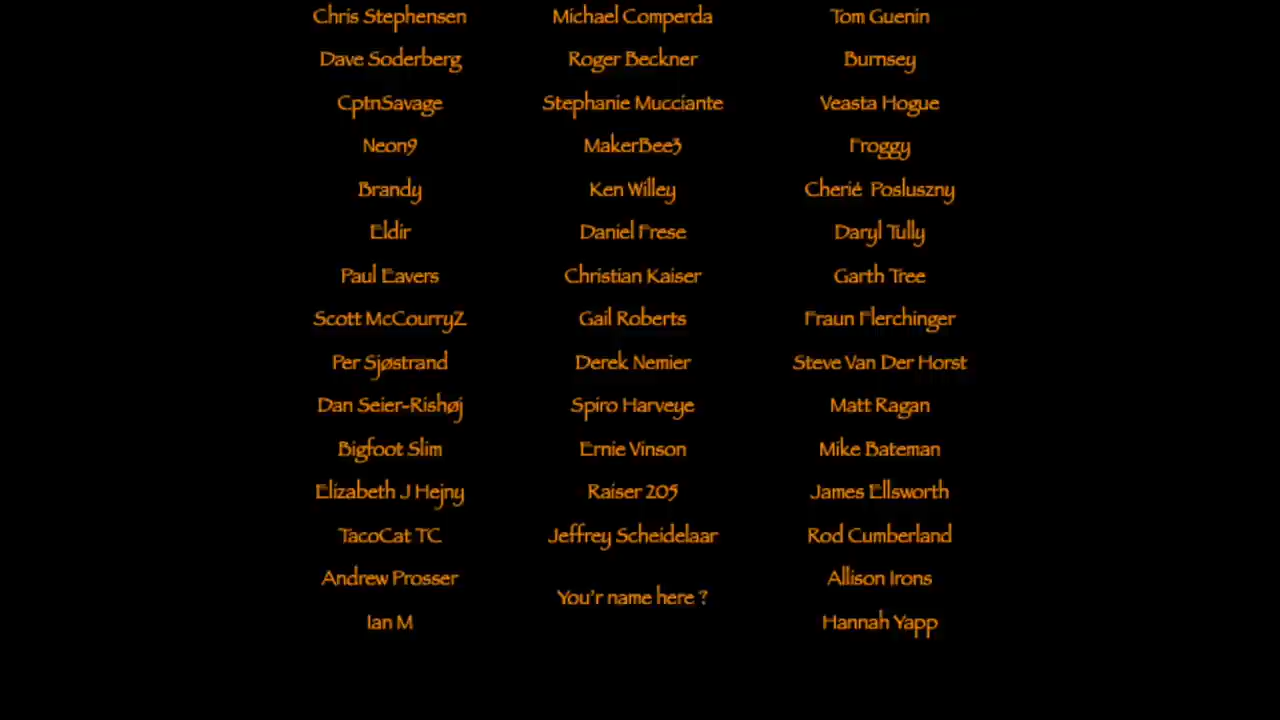 Chris Stephensen Michael Comperda Tom Guenin
Dave Soderberg Roger Beckner Burnsey
CptnSavage Stephanie Mucciante Veasta Hogue
Neon9 MakerBee3 Froggy
Brandy Ken Willey Cherié Posluszny
Eldir Daniel Frese Daryl Tully
Paul Eavers Christian Kaiser Garth Tree
Scott McCourryZ Gail Roberts Fraun Flerchinger
Per Sjøstrand Derek Nemier Steve Van Der Horst
Dan Seier-Rishøj Spiro Harveye Matt Ragan
Bigfoot Slim Ernie Vinson Mike Bateman
Elizabeth J Hejny Raiser 205 James Ellsworth
TacoCat TC Jeffrey Scheidelaar Rod Cumberland
Andrew Prosser Allison Irons
You'r name here ?
Ian M Hannah Yapp